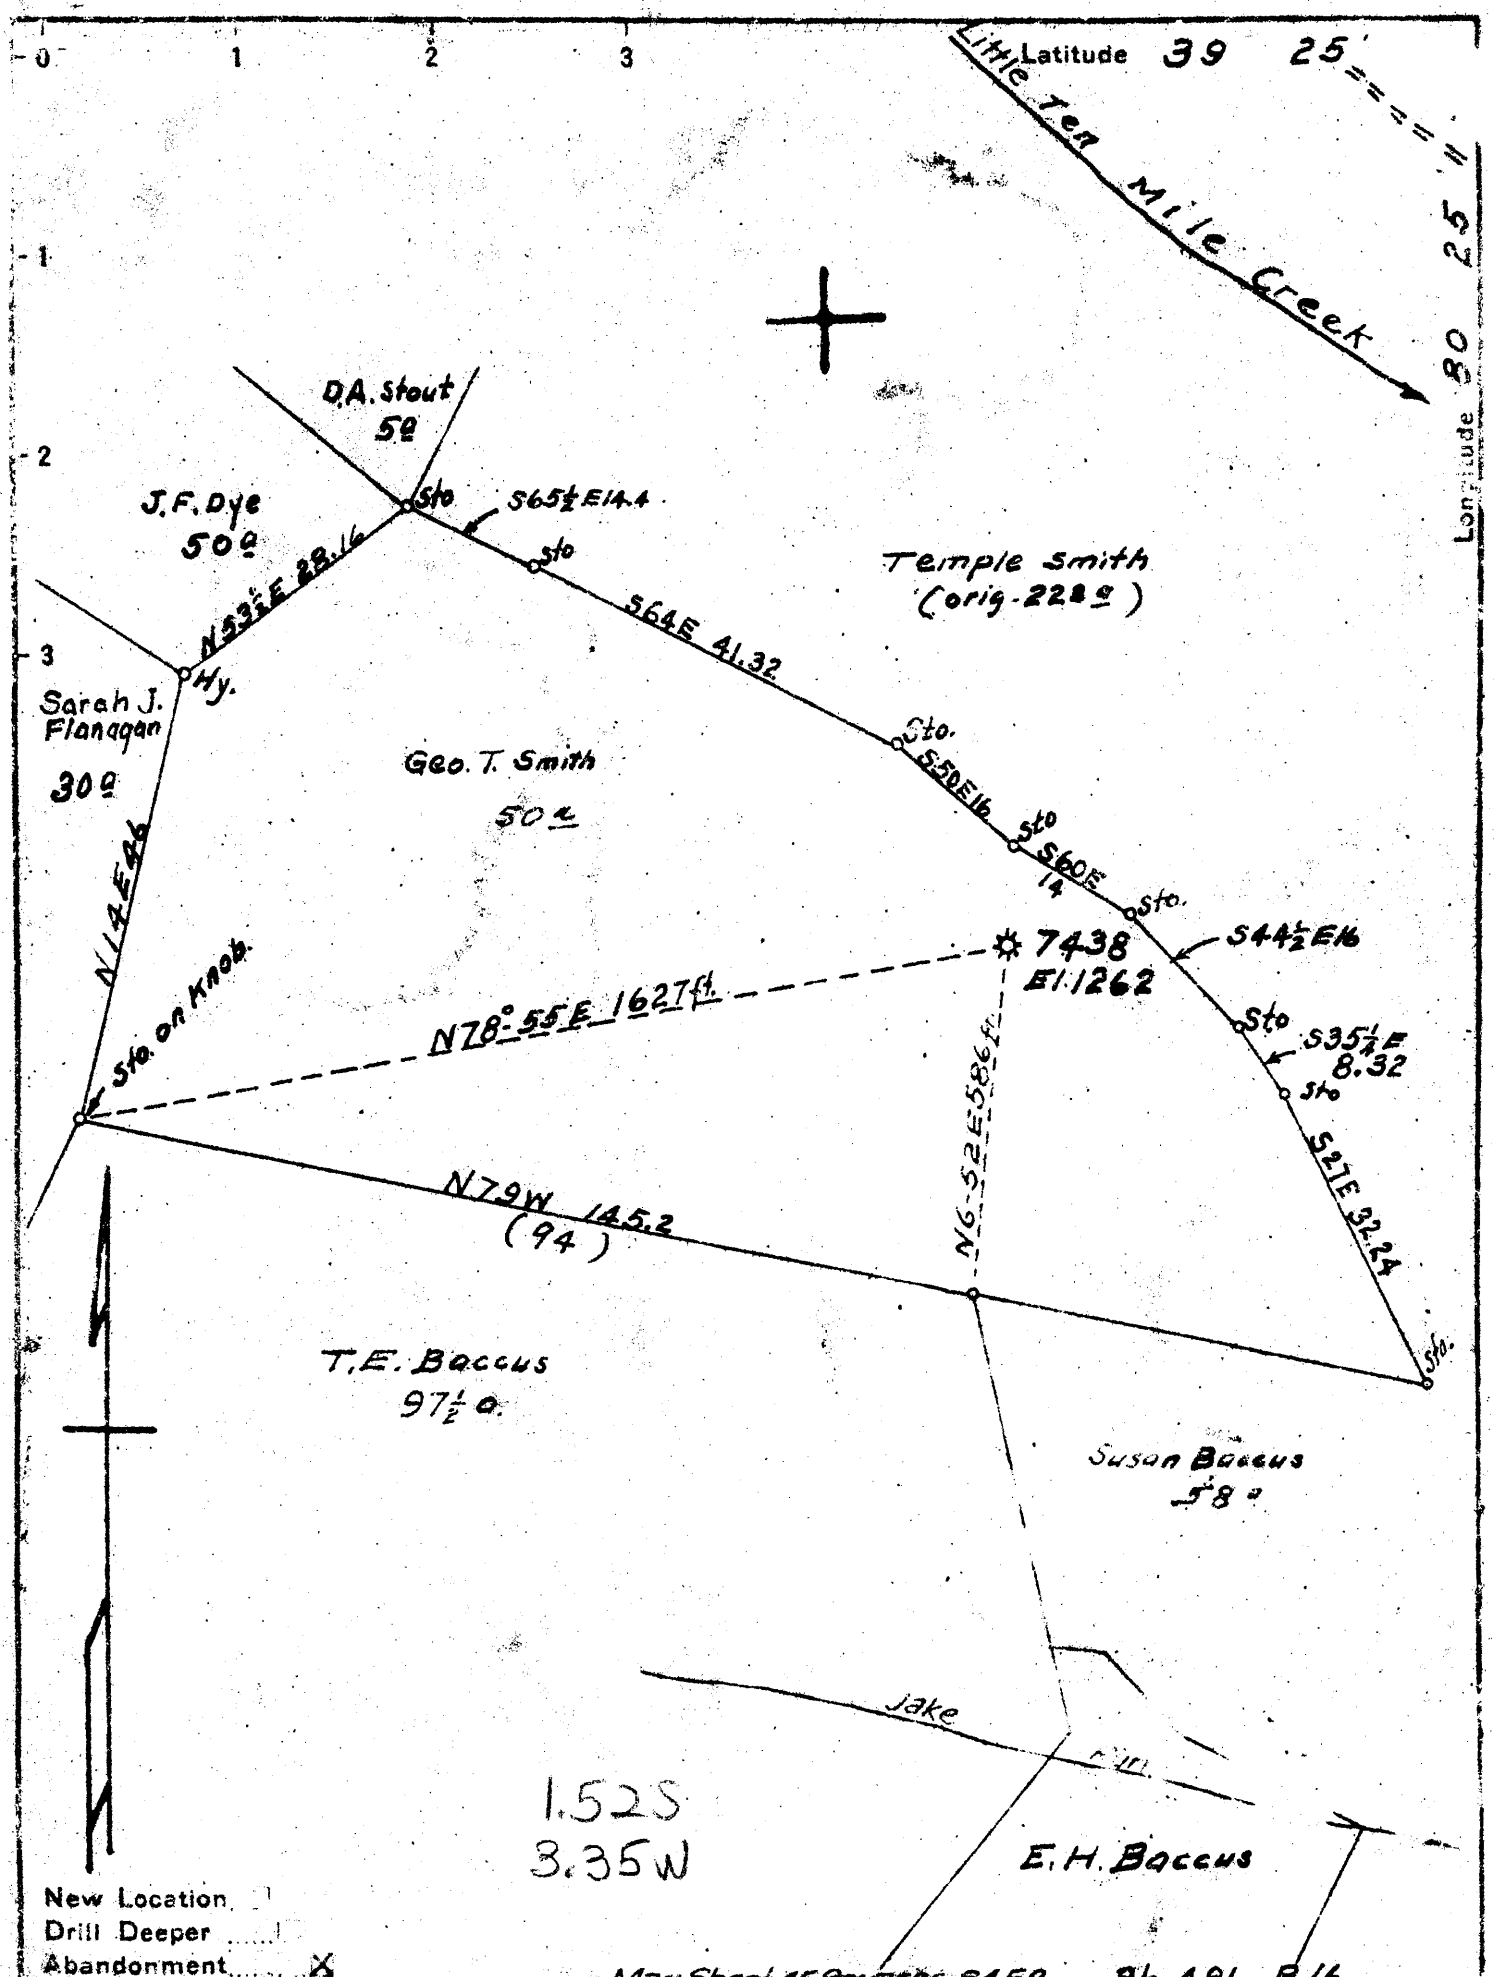 0 1 2 3
Latitude 39 25'
Little Ten Mile Creek
Longitude 80 25
1
2
3
D.A. Stout
5a
J.F. Dye
50a
Sto
S65½E14.4
Sto
N53½E 28.16
Temple Smith
(orig. 228a)
S64E 41.32
Hy.
Sarah J.
Flanagan
30a
Geo. T. Smith
50a
Sto.
S50E16
Sto
S60E
14
Sto.
N14E46
Sto. on Knob.
7438
El. 1262
S44½E16
N78°-55E 1627ft.
Sto
S35¼E
8.32
Sto
N6-52E586ft.
S27E 32.24
N79W 145.2
(94)
Sto.
T.E. Baccus
97½a.
Susan Baccus
58a
Jake
Run
1.52S
3.35W
E.H. Baccus
New Location
Drill Deeper
Abandonment X